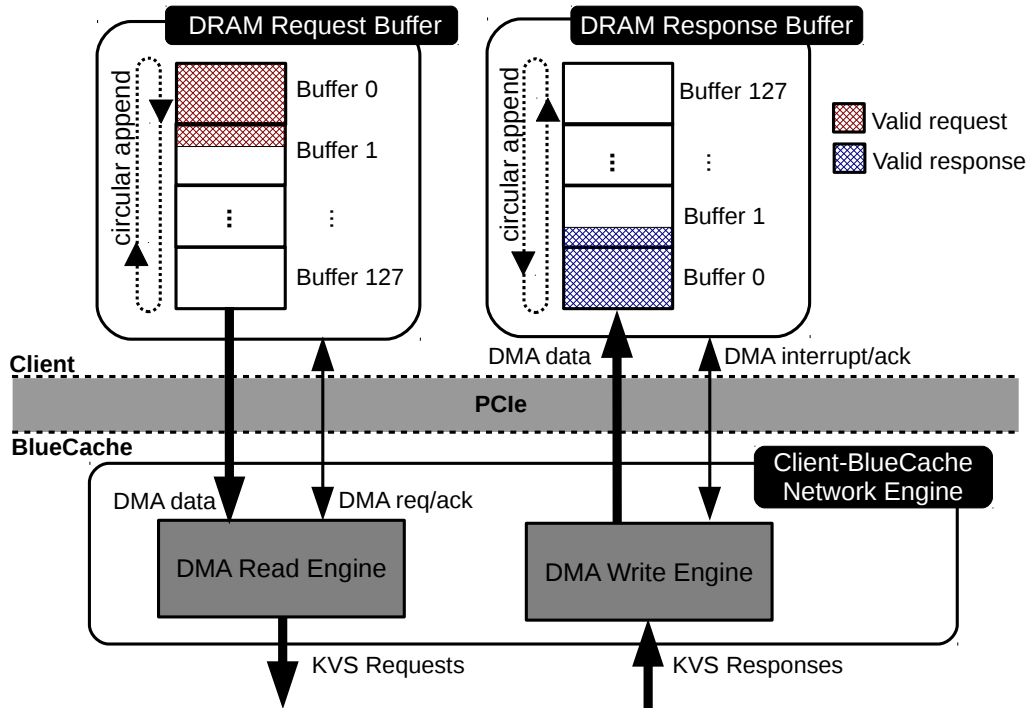 DRAM Request Buffer
circular append
Buffer 0
Buffer 1
...
...
Buffer 127
DRAM Response Buffer
circular append
Buffer 127
...
...
Buffer 1
Buffer 0
Valid request
Valid response
DMA data
DMA interrupt/ack
Client
PCIe
BlueCache
Client-BlueCache
Network Engine
DMA data
DMA req/ack
DMA Read Engine
DMA Write Engine
KVS Requests
KVS Responses